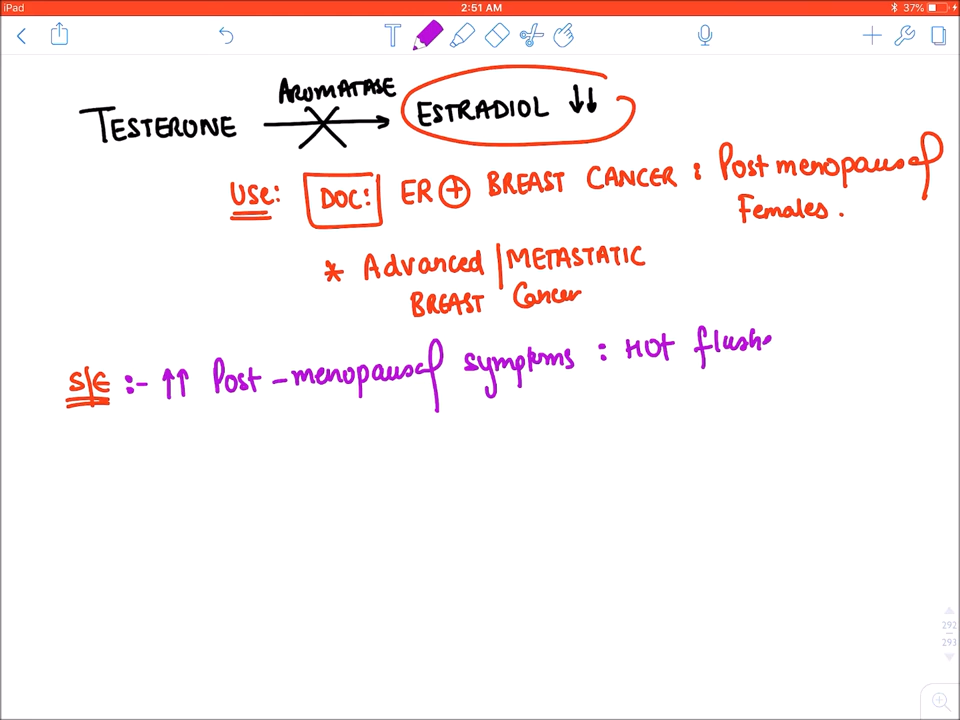 iPad 2:51 AM 37%
T
AROMATASE
TESTERONE ESTRADIOL ↓↓
USE: DOC: ER + BREAST CANCER : Post menopausal
Females.
* Advanced | METASTATIC
BREAST Cancer
S/E :- ↑↑ Post-menopausal symptoms : HOT flushe
292
293